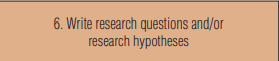 6. Write research questions and/or
research hypotheses